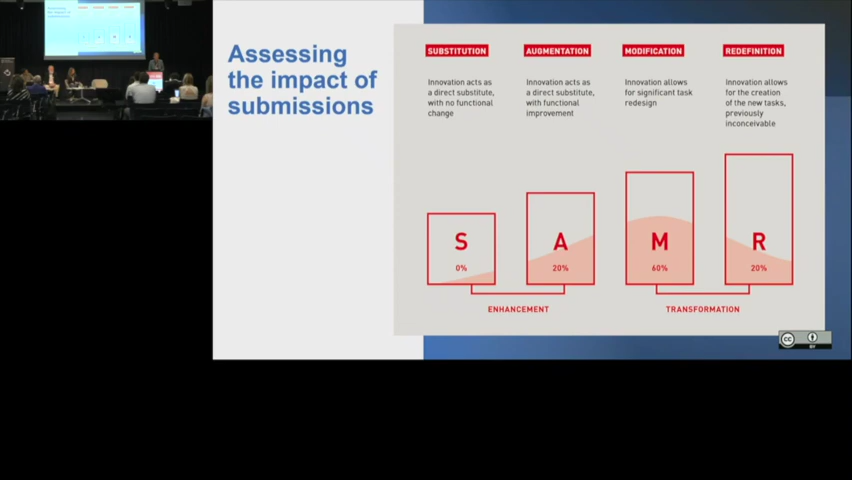 Assessing
the impact of
submissions
SUBSTITUTION
Innovation acts as
a direct substitute,
with no functional
change
AUGMENTATION
Innovation acts as
a direct substitute,
with functional
improvement
MODIFICATION
Innovation allows
for significant task
redesign
REDEFINITION
Innovation allows
for the creation
of the new tasks,
previously
inconceivable
S
0%
A
20%
M
60%
R
20%
ENHANCEMENT
TRANSFORMATION
cc
BY